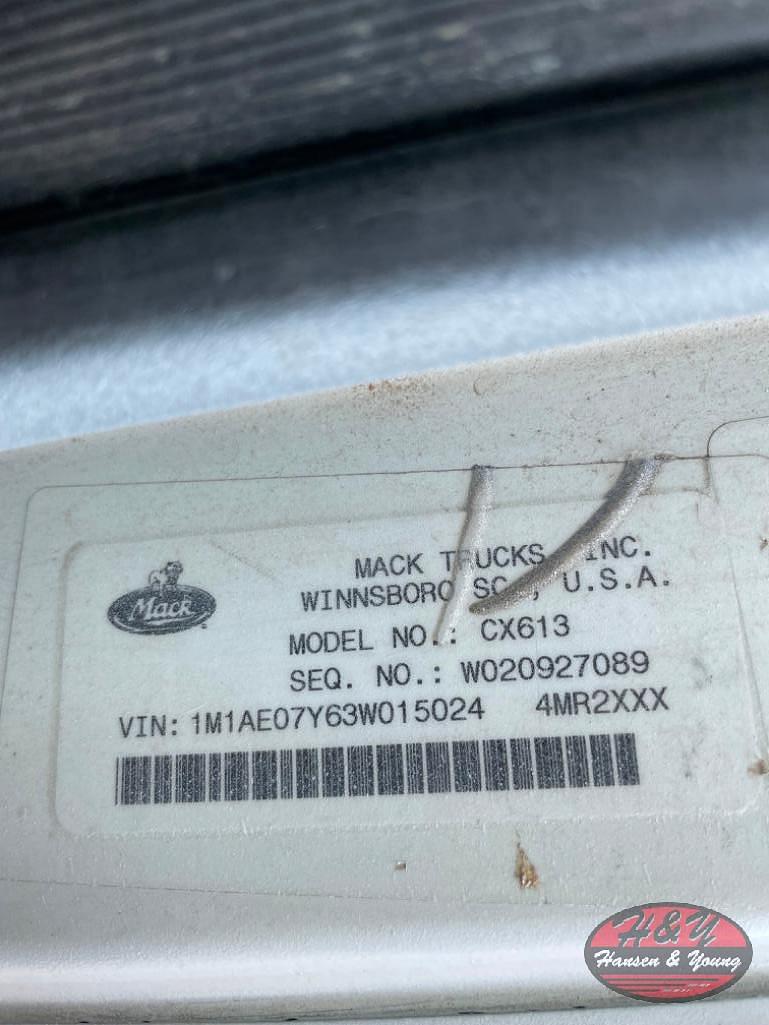 Mack
MACK TRUCKS, INC.
WINNSBORO SC., U.S.A.
MODEL NO.: CX613
SEQ. NO.: W020927089
VIN: 1M1AE07Y63W015024 4MR2XXX
H&Y
Hansen & Young